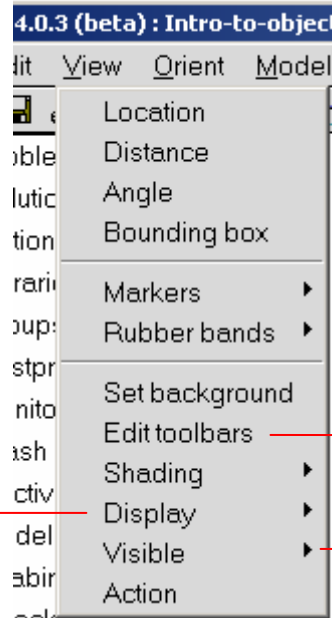 4.0.3 (beta) : Intro-to-objec
dit View Orient Model
Location
Distance
Angle
Bounding box
Markers
Rubber bands
Set background
Edit toolbars
Shading
Display
Visible
Action